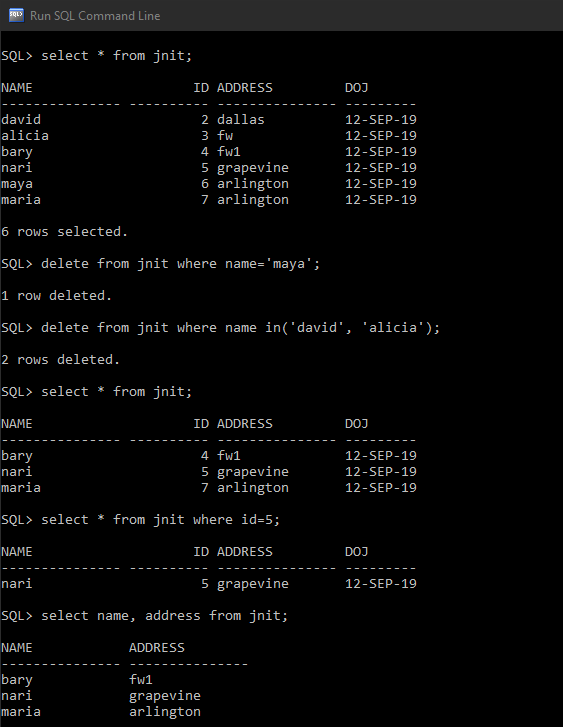 Run SQL Command Line
SQL> select * from jnit;
NAME                    ID ADDRESS         DOJ
--------------- ---------- --------------- ---------
david                    2 dallas          12-SEP-19
alicia                   3 fw              12-SEP-19
bary                     4 fw1             12-SEP-19
nari                     5 grapevine       12-SEP-19
maya                     6 arlington       12-SEP-19
maria                    7 arlington       12-SEP-19
6 rows selected.
SQL> delete from jnit where name='maya';
1 row deleted.
SQL> delete from jnit where name in('david', 'alicia');
2 rows deleted.
SQL> select * from jnit;
NAME                    ID ADDRESS         DOJ
--------------- ---------- --------------- ---------
bary                     4 fw1             12-SEP-19
nari                     5 grapevine       12-SEP-19
maria                    7 arlington       12-SEP-19
SQL> select * from jnit where id=5;
NAME                    ID ADDRESS         DOJ
--------------- ---------- --------------- ---------
nari                     5 grapevine       12-SEP-19
SQL> select name, address from jnit;
NAME            ADDRESS
--------------- ---------------
bary            fw1
nari            grapevine
maria           arlington